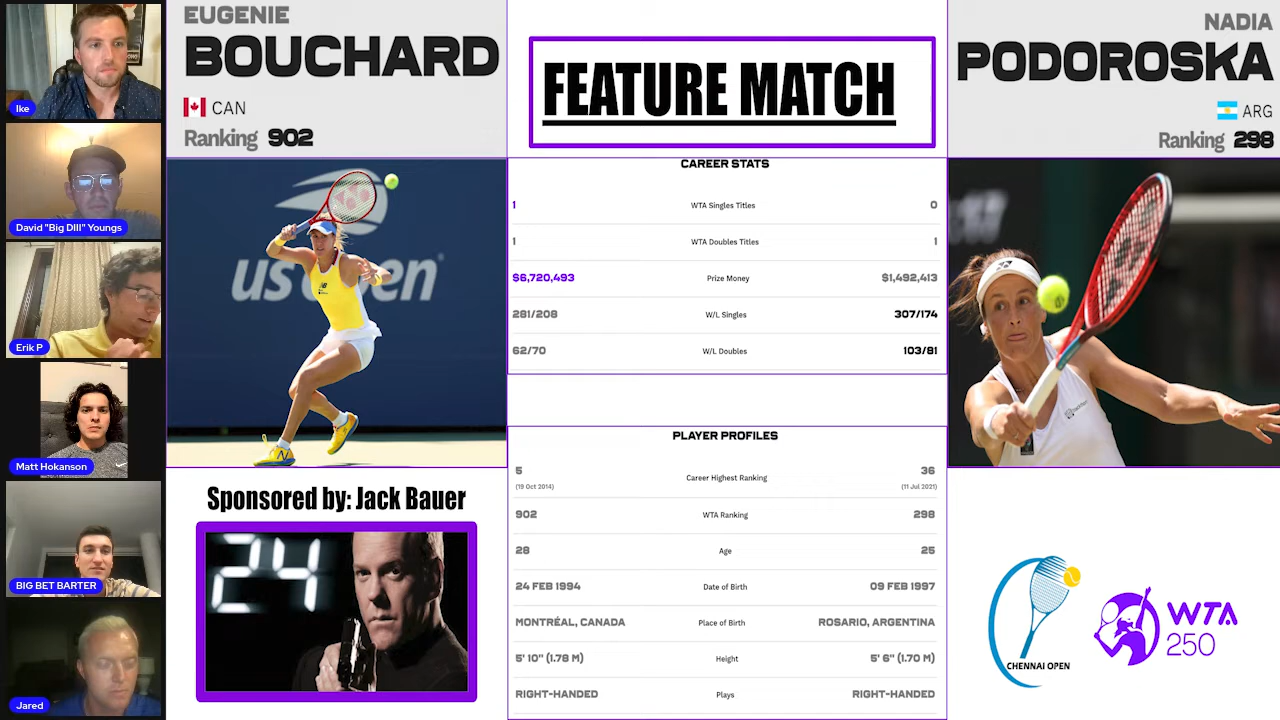 Ike
David "Big DIll" Youngs
Erik P
Matt Hokanson
BIG BET BARTER
Jared
EUGENIE
BOUCHARD
CAN
Ranking 902
us open
Sponsored by: Jack Bauer
24
FEATURE MATCH
CAREER STATS
1 WTA Singles Titles 0
1 WTA Doubles Titles 1
$6,720,493 Prize Money $1,492,413
281/208 W/L Singles 307/174
62/70 W/L Doubles 103/81
PLAYER PROFILES
5 Career Highest Ranking 36
(19 Oct 2014) (11 Jul 2021)
902 WTA Ranking 298
28 Age 25
24 FEB 1994 Date of Birth 09 FEB 1997
MONTRÉAL, CANADA Place of Birth ROSARIO, ARGENTINA
5' 10" (1.78 M) Height 5' 6" (1.70 M)
RIGHT-HANDED Plays RIGHT-HANDED
NADIA
PODOROSKA
ARG
Ranking 298
CHENNAI OPEN
WTA
250